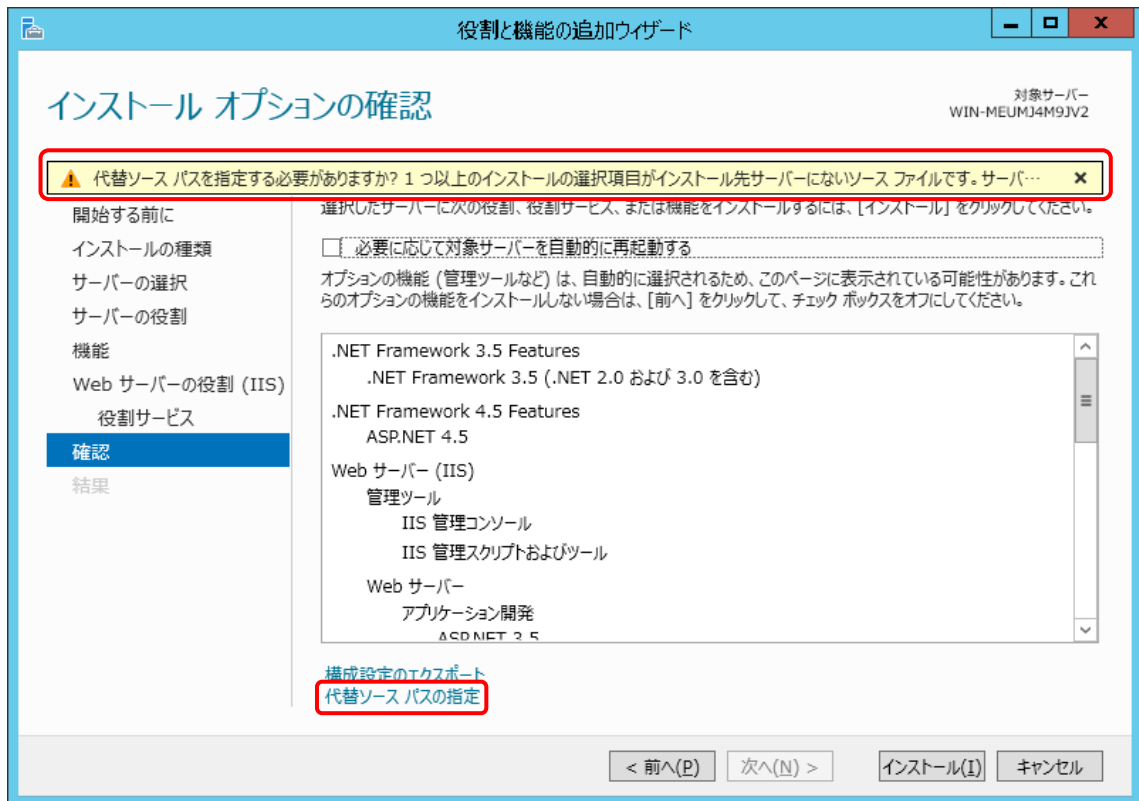 役割と機能の追加ウィザード
インストール オプションの確認
対象サーバー
WIN-MEUMJ4M9JV2
代替ソース パスを指定する必要がありますか? 1 つ以上のインストールの選択項目がインストール先サーバーにないソース ファイルです。サーバ…
開始する前に
インストールの種類
サーバーの選択
サーバーの役割
機能
Web サーバーの役割 (IIS)
役割サービス
確認
結果
選択したサーバーに次の役割、役割サービス、または機能をインストールするには、[インストール] をクリックしてください。
必要に応じて対象サーバーを自動的に再起動する
オプションの機能 (管理ツールなど) は、自動的に選択されるため、このページに表示されている可能性があります。これ
らのオプションの機能をインストールしない場合は、[前へ] をクリックして、チェック ボックスをオフにしてください。
.NET Framework 3.5 Features
.NET Framework 3.5 (.NET 2.0 および 3.0 を含む)
.NET Framework 4.5 Features
ASP.NET 4.5
Web サーバー (IIS)
管理ツール
IIS 管理コンソール
IIS 管理スクリプトおよびツール
Web サーバー
アプリケーション開発
ASP.NET 3.5
構成設定のエクスポート
代替ソース パスの指定
< 前へ(P)
次へ(N) >
インストール(I)
キャンセル